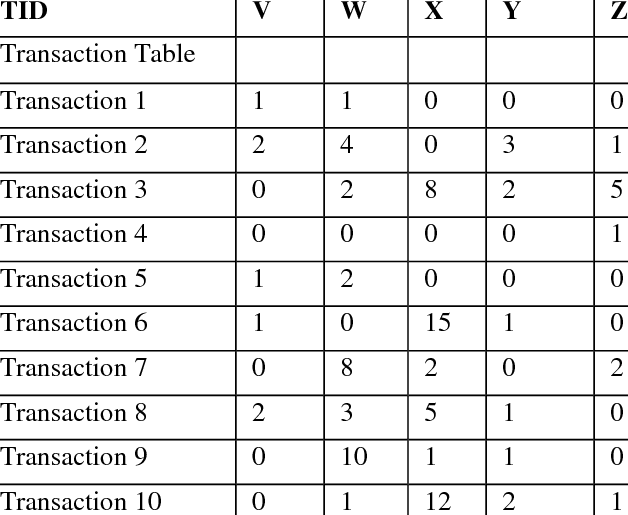 TID V W X Y Z
Transaction Table
Transaction 1 1 1 0 0 0
Transaction 2 2 4 0 3 1
Transaction 3 0 2 8 2 5
Transaction 4 0 0 0 0 1
Transaction 5 1 2 0 0 0
Transaction 6 1 0 15 1 0
Transaction 7 0 8 2 0 2
Transaction 8 2 3 5 1 0
Transaction 9 0 10 1 1 0
Transaction 10 0 1 12 2 1